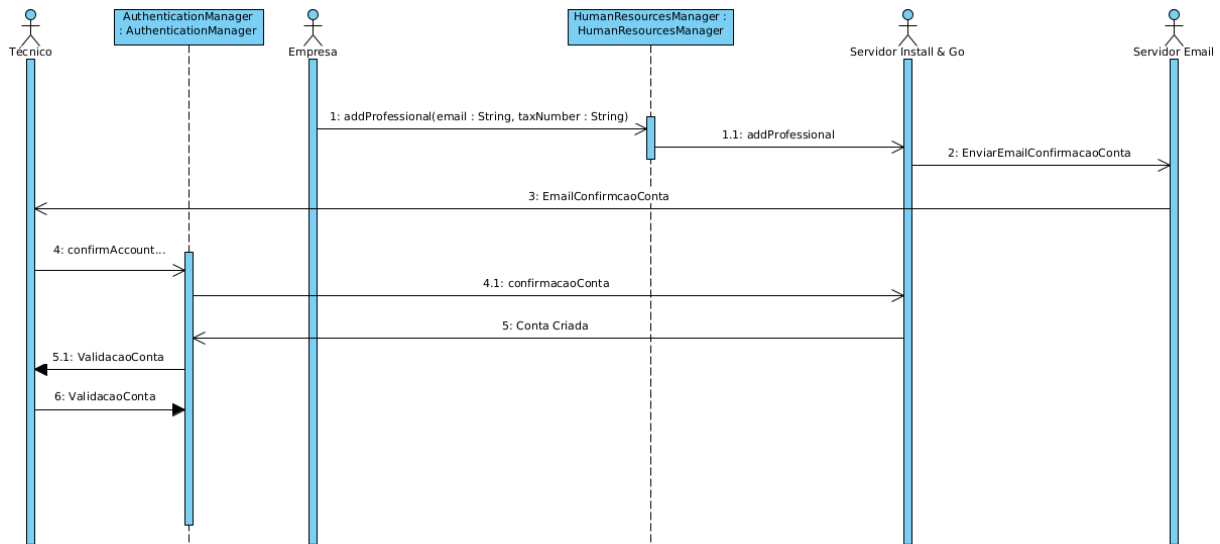 AuthenticationManager
: AuthenticationManager
HumanResourcesManager :
HumanResourcesManager
Técnico
Empresa
Servidor Install & Go
Servidor Email
1: addProfessional(email : String, taxNumber : String)
1.1: addProfessional
2: EnviarEmailConfirmacaoConta
3: EmailConfirmcaoConta
4: confirmAccount...
4.1: confirmacaoConta
5: Conta Criada
5.1: ValidacaoConta
6: ValidacaoConta